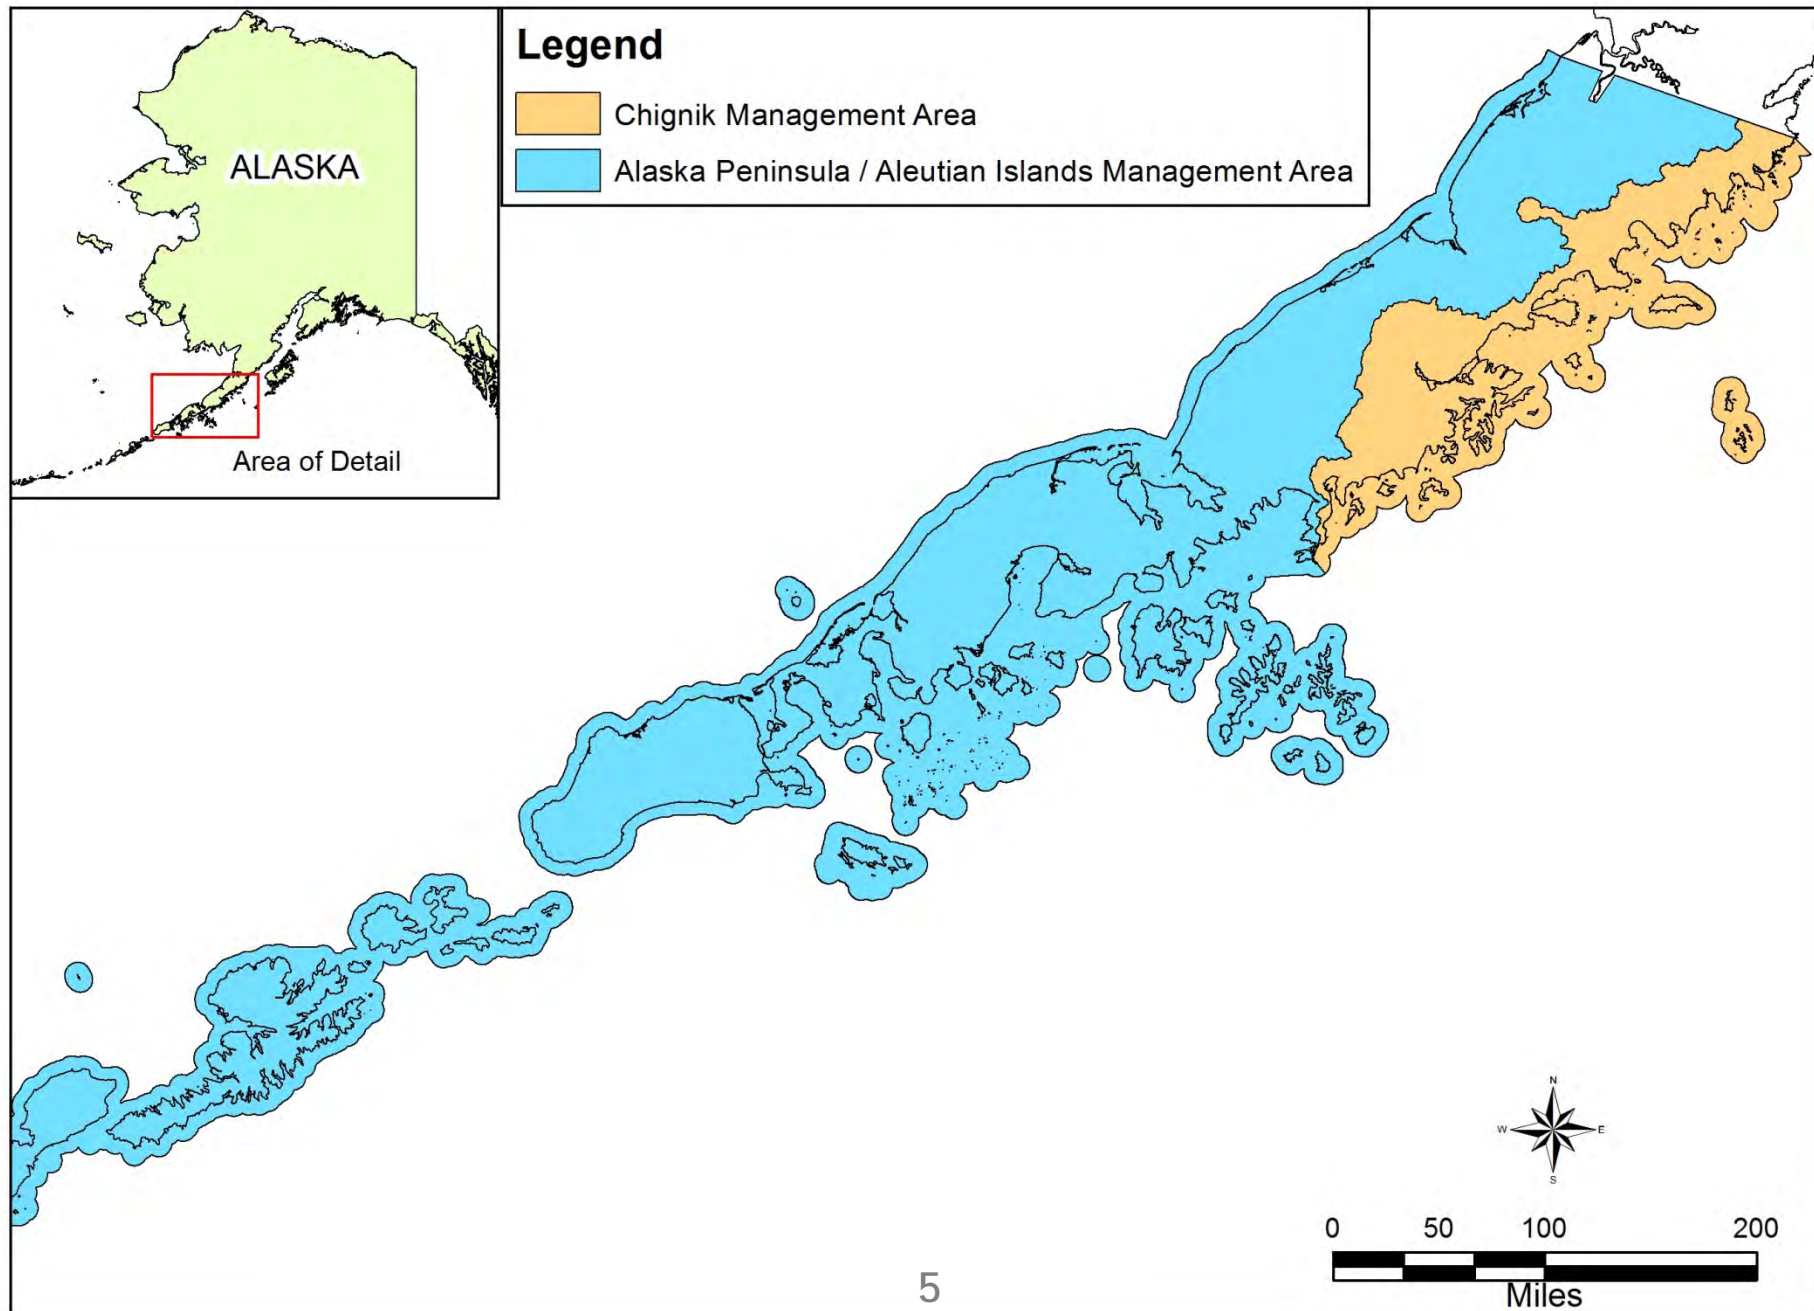 Legend
Chignik Management Area
Alaska Peninsula / Aleutian Islands Management Area
ALASKA
Area of Detail
N
W E
S
0 50 100 200
Miles
5